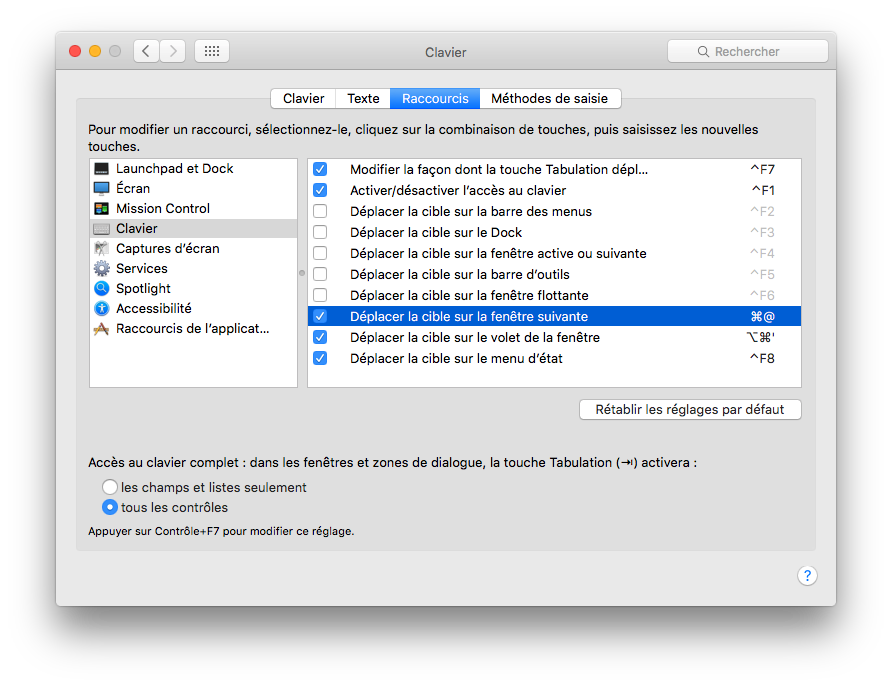 Clavier
Rechercher
Clavier Texte Raccourcis Méthodes de saisie
Pour modifier un raccourci, sélectionnez-le, cliquez sur la combinaison de touches, puis saisissez les nouvelles
touches.
Launchpad et Dock
Écran
Mission Control
Clavier
Captures d’écran
Services
Spotlight
Accessibilité
Raccourcis de l’applicat...
Modifier la façon dont la touche Tabulation dépl... ^F7
Activer/désactiver l’accès au clavier ^F1
Déplacer la cible sur la barre des menus ^F2
Déplacer la cible sur le Dock ^F3
Déplacer la cible sur la fenêtre active ou suivante ^F4
Déplacer la cible sur la barre d’outils ^F5
Déplacer la cible sur la fenêtre flottante ^F6
Déplacer la cible sur la fenêtre suivante ⌘@
Déplacer la cible sur le volet de la fenêtre ⌥⌘'
Déplacer la cible sur le menu d’état ^F8
Rétablir les réglages par défaut
Accès au clavier complet : dans les fenêtres et zones de dialogue, la touche Tabulation (⇥) activera :
les champs et listes seulement
tous les contrôles
Appuyer sur Contrôle+F7 pour modifier ce réglage.
?